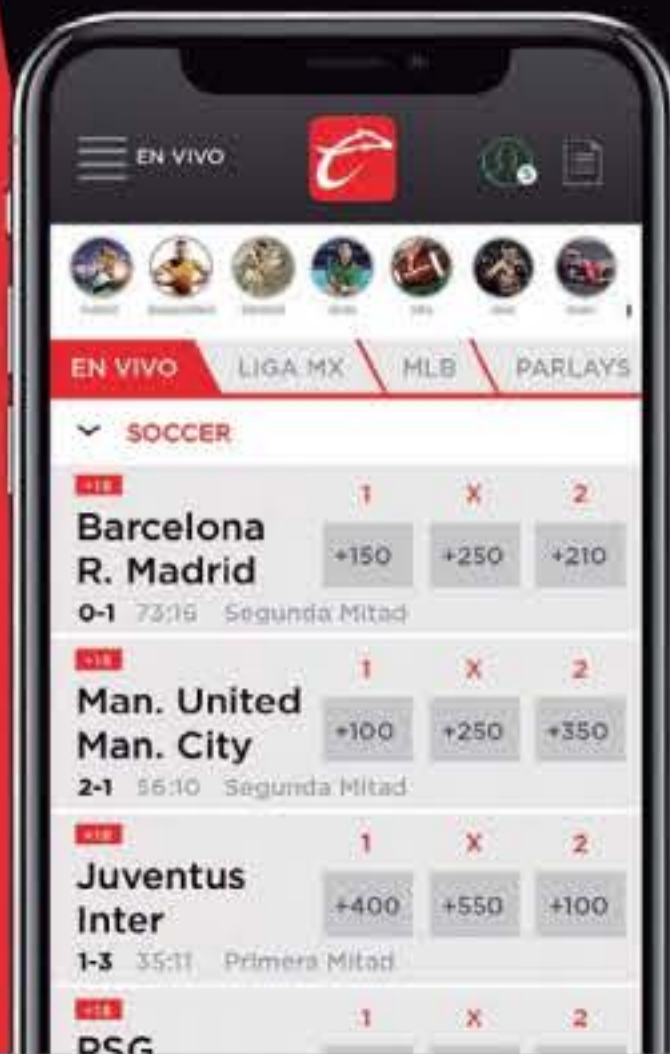 EN VIVO
3
EN VIVO LIGA MX MLB PARLAYS
SOCCER
+18
1 X 2
Barcelona
R. Madrid
+150 +250 +210
0-1 73:16 Segunda Mitad
+18
1 X 2
Man. United
Man. City
+100 +250 +350
2-1 56:10 Segunda Mitad
+18
1 X 2
Juventus
Inter
+400 +550 +100
1-3 35:11 Primera Mitad
+18
1 X 2
PSG